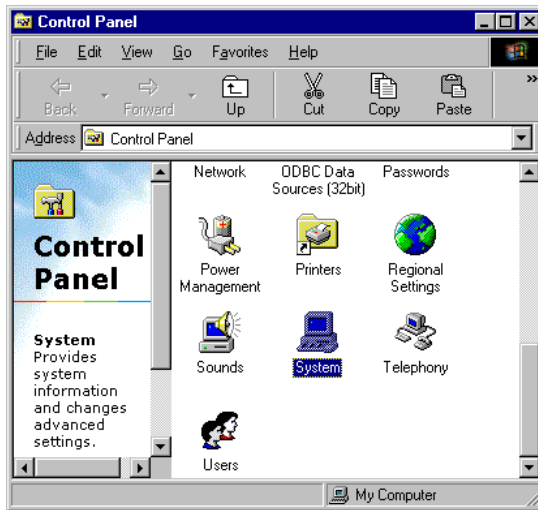 Control Panel
File Edit View Go Favorites Help
Back Forward Up Cut Copy Paste »
Address Control Panel
Control
Panel
System
Provides
system
information
and changes
advanced
settings.
Network ODBC Data Passwords
Sources (32bit)
Power Printers Regional
Management Settings
Sounds System Telephony
Users
My Computer